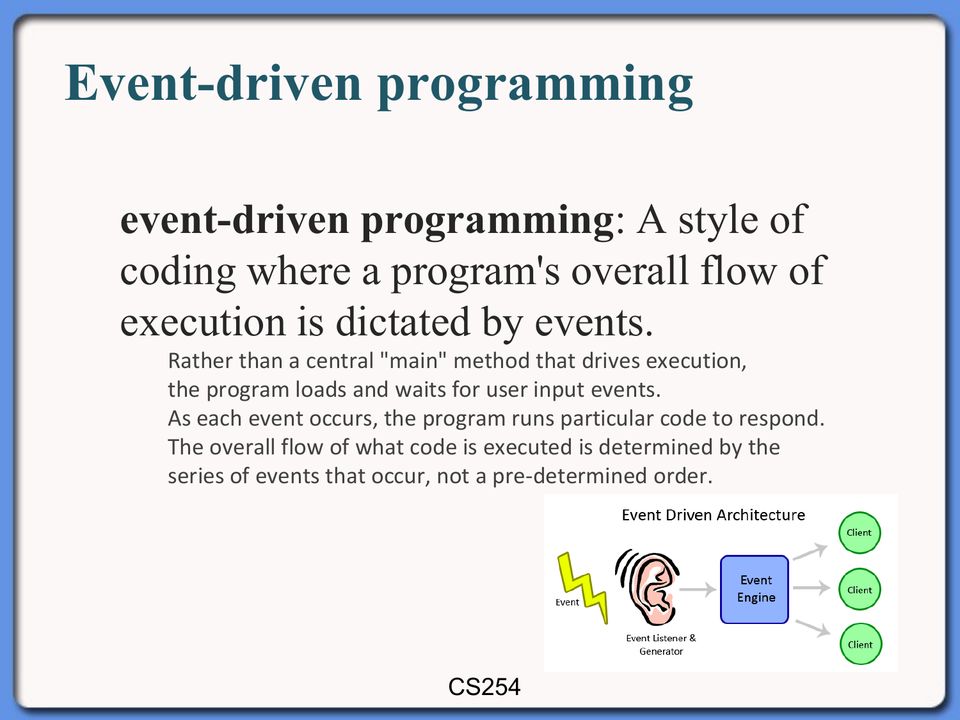 Event-driven programming
event-driven programming: A style of
coding where a program's overall flow of
execution is dictated by events.
Rather than a central "main" method that drives execution,
the program loads and waits for user input events.
As each event occurs, the program runs particular code to respond.
The overall flow of what code is executed is determined by the
series of events that occur, not a pre-determined order.
Event Driven Architecture
Event
Event Listener &
Generator
Event
Engine
Client
Client
Client
CS254